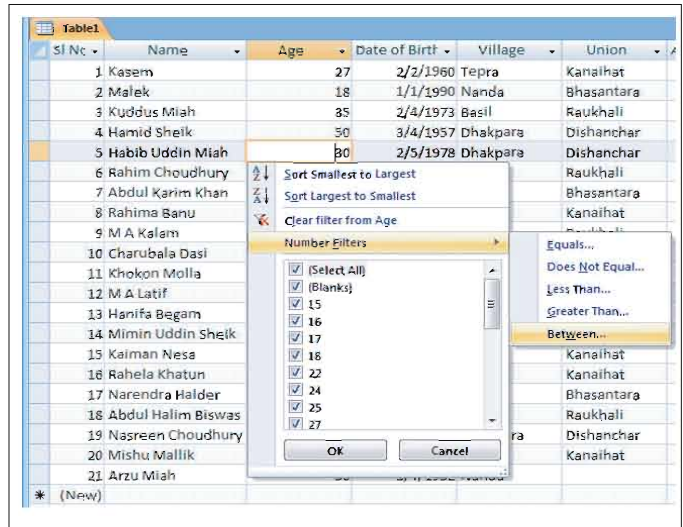 Table1
Sl No Name Age Date of Birth Village Union
1 Kasem 27 2/2/1960 Tepra Kanaihat
2 Malek 18 1/1/1990 Nanda Bhasantara
3 Kuddus Miah 35 2/4/1973 Basil Raukhali
4 Hamid Sheik 50 3/4/1957 Dhakpara Dishanchar
5 Habib Uddin Miah 30 2/5/1978 Dhakpara Dishanchar
6 Rahim Choudhury Sort Smallest to Largest Raukhali
7 Abdul Karim Khan Sort Largest to Smallest Bhasantara
8 Rahima Banu Clear filter from Age Kanaihat
9 M A Kalam Number Filters
10 Charubala Dasi (Select All) Equals...
11 Khokon Molla (Blanks) Does Not Equal...
12 M A Latif 15 Less Than...
13 Hanifa Begam 16 Greater Than...
14 Mimin Uddin Sheik 17 Between...
15 Kaiman Nesa 18 Kanaihat
16 Rahela Khatun 22 Kanaihat
17 Narendra Halder 24 Bhasantara
18 Abdul Halim Biswas 25 Raukhali
19 Nasreen Choudhury 27 ra Dishanchar
20 Mishu Mallik OK Cancel Kanaihat
21 Arzu Miah
(New)